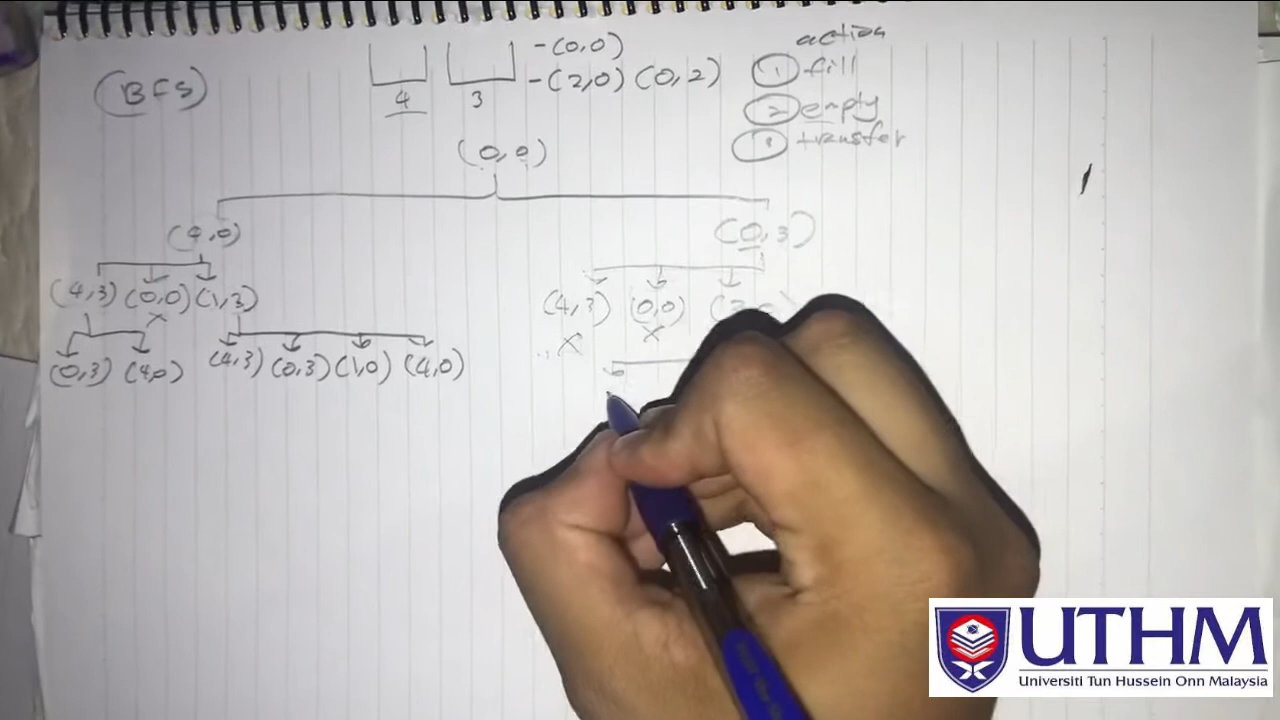 BFS
4 3
-(0,0)
-(2,0) (0,2)
action
1 fill
2 empty
transfer
(0,0)
(4,0) (0,3)
(4,3) (0,0) (1,3) (4,3) (0,0)
x x x
(0,3) (4,0) (4,3) (0,3) (1,0) (4,0)
UTHM
Universiti Tun Hussein Onn Malaysia